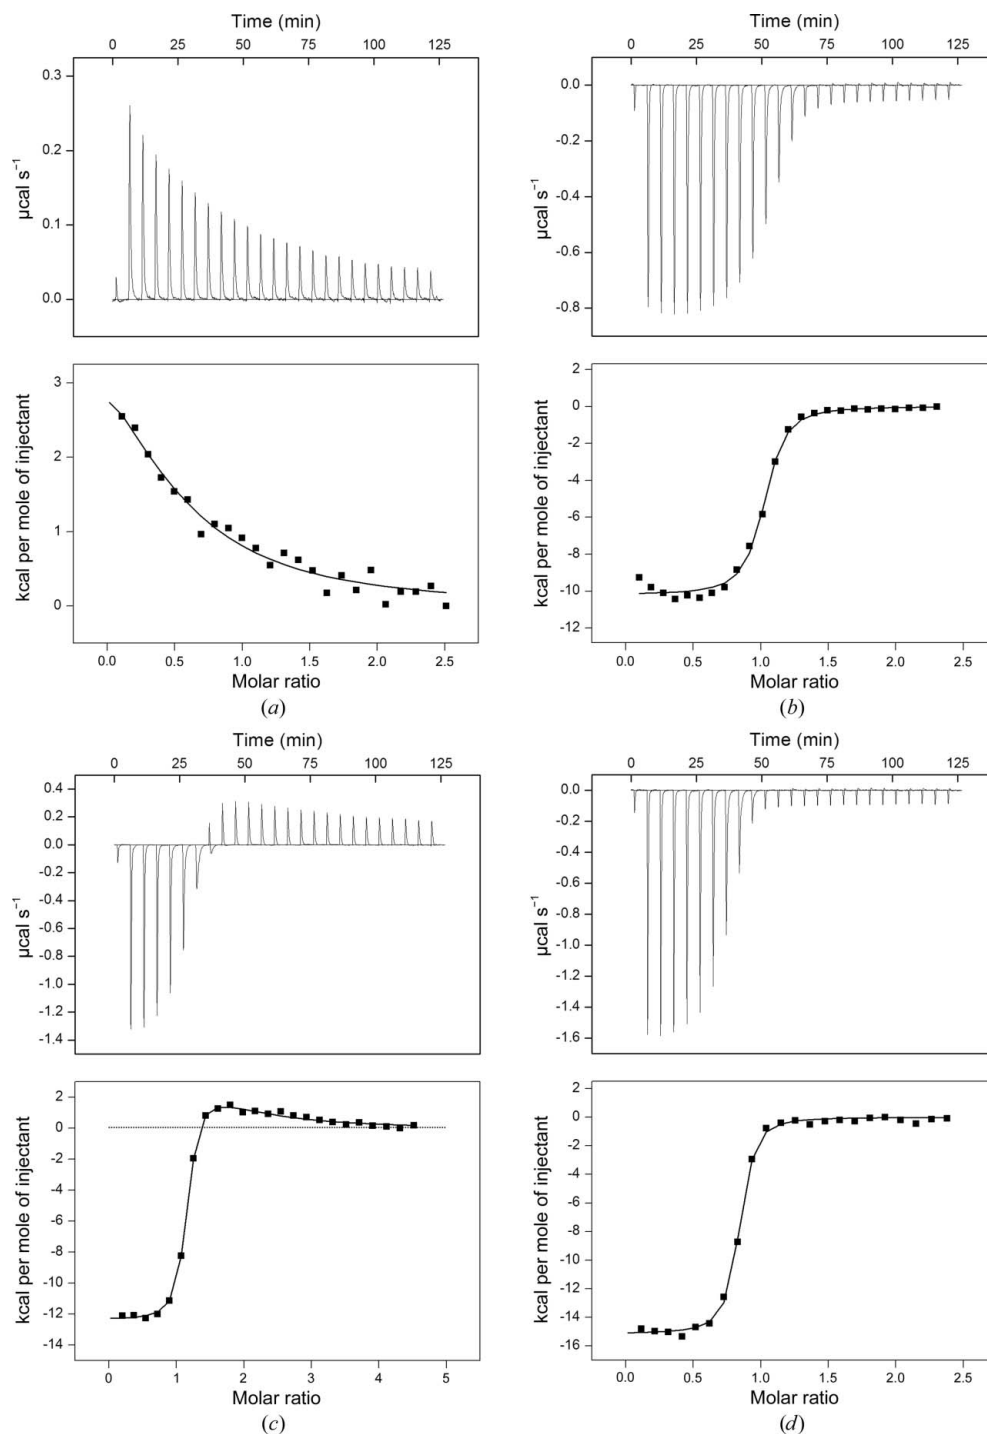 Time (min)
0 25 50 75 100 125
0.3
0.2
0.1
0.0
µcal s⁻¹
3
2
1
0
kcal per mole of injectant
0.0 0.5 1.0 1.5 2.0 2.5
Molar ratio
(a)
Time (min)
0 25 50 75 100 125
0.0
-0.2
-0.4
-0.6
-0.8
µcal s⁻¹
2
0
-2
-4
-6
-8
-10
-12
kcal per mole of injectant
0.0 0.5 1.0 1.5 2.0 2.5
Molar ratio
(b)
Time (min)
0 25 50 75 100 125
0.4
0.2
0.0
-0.2
-0.4
-0.6
-0.8
-1.0
-1.2
-1.4
µcal s⁻¹
2
0
-2
-4
-6
-8
-10
-12
-14
kcal per mole of injectant
0 1 2 3 4 5
Molar ratio
(c)
Time (min)
0 25 50 75 100 125
0.0
-0.2
-0.4
-0.6
-0.8
-1.0
-1.2
-1.4
-1.6
µcal s⁻¹
2
0
-2
-4
-6
-8
-10
-12
-14
-16
kcal per mole of injectant
0.0 0.5 1.0 1.5 2.0 2.5
Molar ratio
(d)